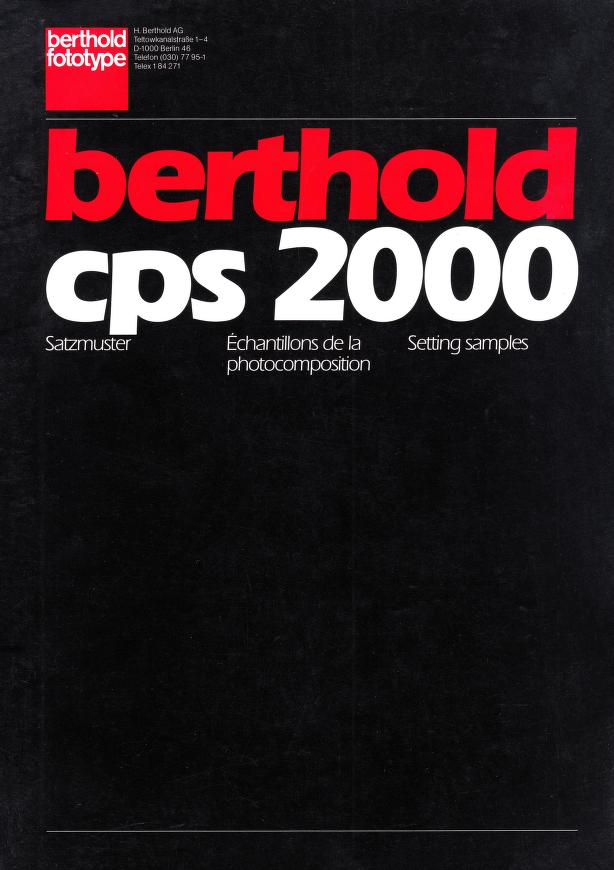 berthold
fototype
H. Berthold AG
Teltowkanalstraße 1–4
D-1000 Berlin 46
Telefon (030) 77 95-1
Telex 1 84 271
berthold
cps 2000
Satzmuster
Échantillons de la
photocomposition
Setting samples